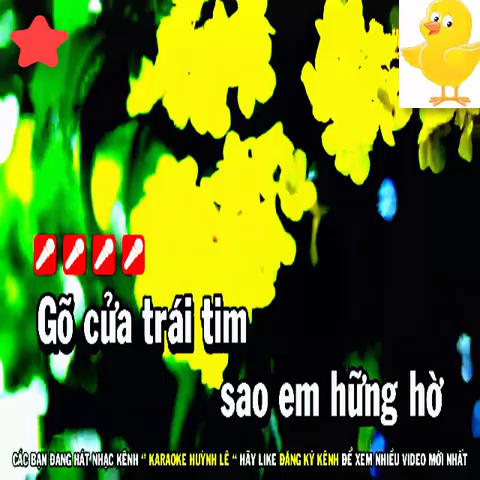 Gõ cửa trái tim
sao em hững hờ
CÁC BẠN ĐANG HÁT NHẠC KÊNH " KARAOKE HUỲNH LÊ " HÃY LIKE ĐĂNG KÝ KÊNH ĐỂ XEM NHIỀU VIDEO MỚI NHẤT